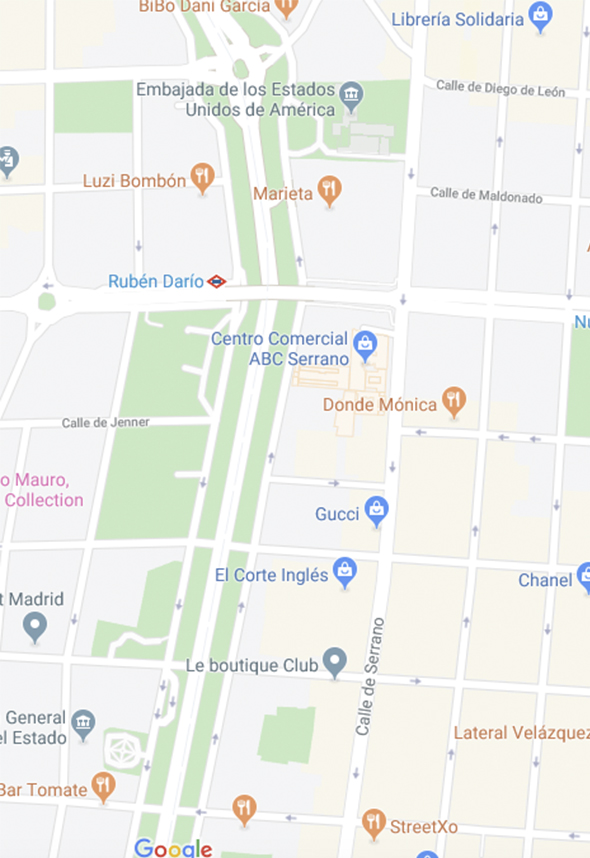 BiBo Dani García
Librería Solidaria
Calle de Diego de León
Embajada de los Estados
Unidos de América
Luzi Bombón
Marieta
Calle de Maldonado
Rubén Darío
Centro Comercial
ABC Serrano
Donde Mónica
Calle de Jenner
o Mauro,
Collection
Gucci
El Corte Inglés
Chanel
t Madrid
Le boutique Club
Calle de Serrano
General
el Estado
Lateral Velázquez
Bar Tomate
StreetXo
Google